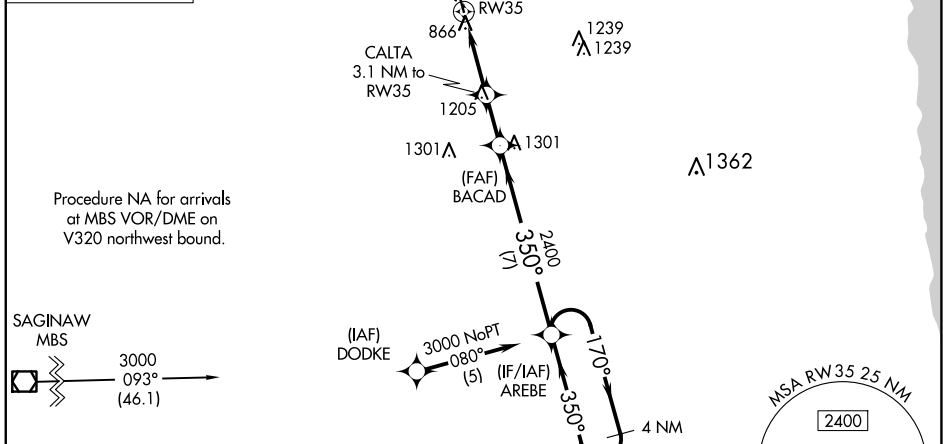 RW35
866
1239
1239
CALTA
3.1 NM to
RW35
1205
1301
1301
1362
(FAF)
BACAD
Procedure NA for arrivals
at MBS VOR/DME on
V320 northwest bound.
2400
350°
(7)
SAGINAW
MBS
3000
093°
(46.1)
(IAF)
DODKE
3000 NoPT
080°
(5)
(IF/IAF)
AREBE
170°
350°
4 NM
MSA RW35 25 NM
2400